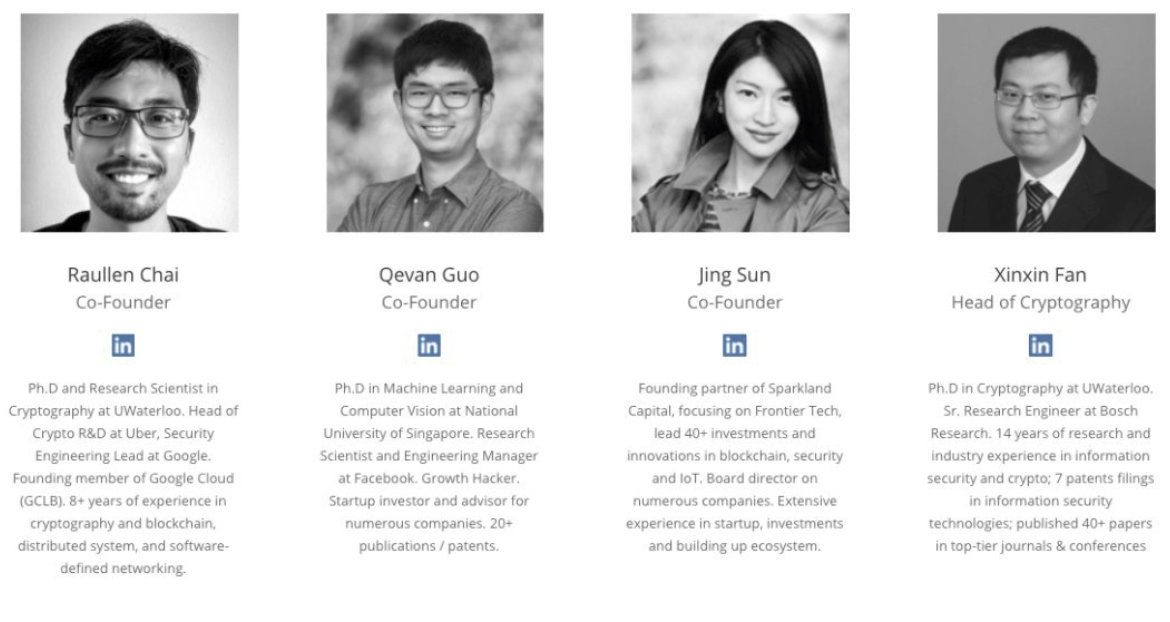 Raullen Chai
Co-Founder
in
Ph.D and Research Scientist in
Cryptography at UWaterloo. Head of
Crypto R&D at Uber, Security
Engineering Lead at Google.
Founding member of Google Cloud
(GCLB). 8+ years of experience in
cryptography and blockchain,
distributed system, and software-
defined networking.
Qevan Guo
Co-Founder
in
Ph.D in Machine Learning and
Computer Vision at National
University of Singapore. Research
Scientist and Engineering Manager
at Facebook. Growth Hacker.
Startup investor and advisor for
numerous companies. 20+
publications / patents.
Jing Sun
Co-Founder
in
Founding partner of Sparkland
Capital, focusing on Frontier Tech,
lead 40+ investments and
innovations in blockchain, security
and IoT. Board director on
numerous companies. Extensive
experience in startup, investments
and building up ecosystem.
Xinxin Fan
Head of Cryptography
in
Ph.D in Cryptography at UWaterloo.
Sr. Research Engineer at Bosch
Research. 14 years of research and
industry experience in information
security and crypto; 7 patents filings
in information security
technologies; published 40+ papers
in top-tier journals & conferences